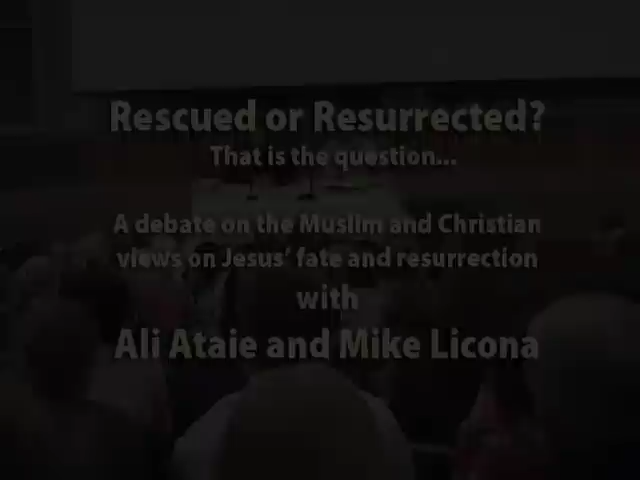 Rescued or Resurrected?
That is the question...
A debate on the Muslim and Christian
views on Jesus' fate and resurrection
with
Ali Ataie and Mike Licona